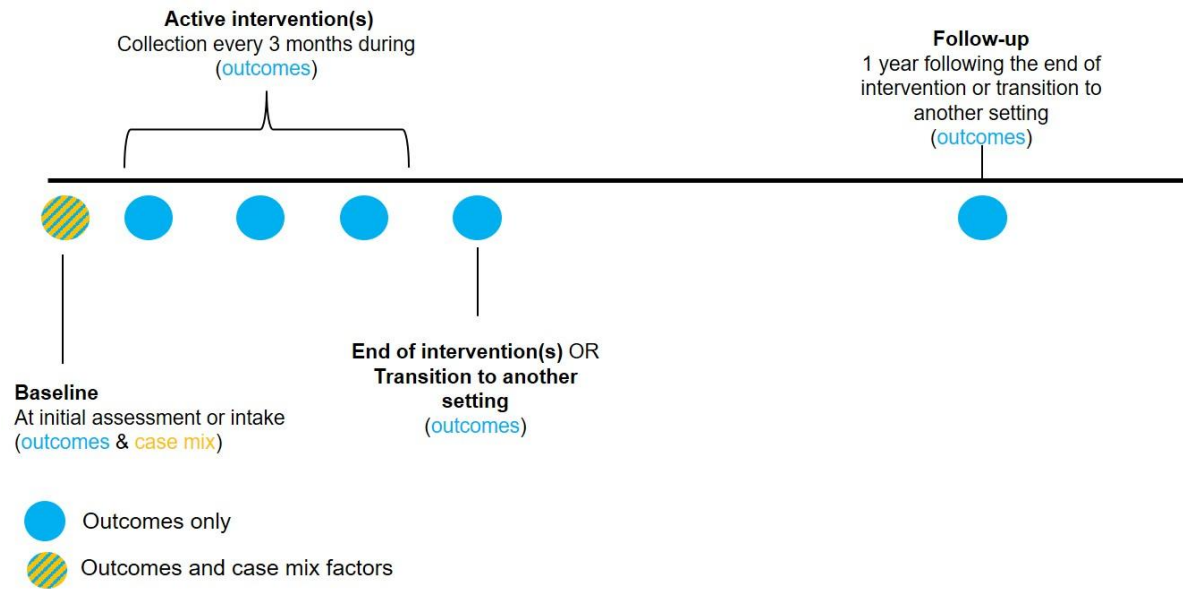 Active intervention(s)
Collection every 3 months during
(outcomes)
Follow-up
1 year following the end of
intervention or transition to
another setting
(outcomes)
End of intervention(s) OR
Transition to another
setting
(outcomes)
Baseline
At initial assessment or intake
(outcomes & case mix)
Outcomes only
Outcomes and case mix factors